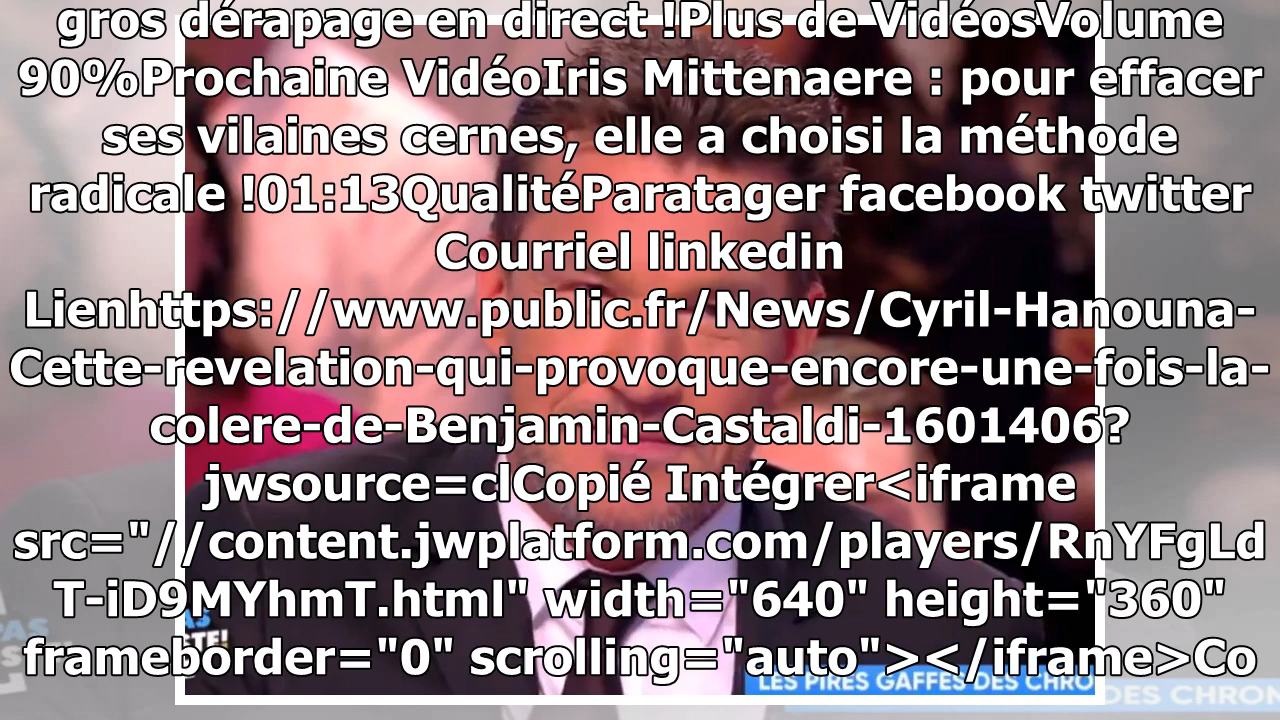 gros dérapage en direct !Plus de VidéosVolume
90%Prochaine VidéoIris Mittenaere : pour effacer
ses vilaines cernes, elle a choisi la méthode
radicale !01:13QualitéParatager facebook twitter
Courriel linkedin
Lienhttps://www.public.fr/News/Cyril-Hanouna-
Cette-revelation-qui-provoque-encore-une-fois-la-
colere-de-Benjamin-Castaldi-1601406?
jwsource=clCopié Intégrer<iframe
src="//content.jwplatform.com/players/RnYFgLd
T-iD9MYhmT.html" width="640" height="360"
frameborder="0" scrolling="auto"></iframe>Co
LES PIRES GAFFES DES CHRO
DES CHRON